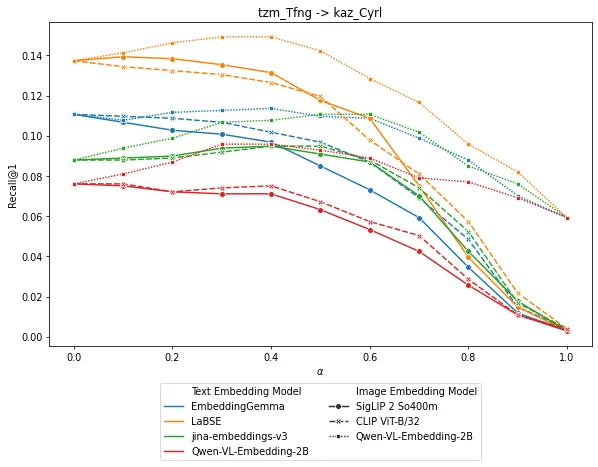 tzm_Tfng -> kaz_Cyrl
0.14
0.12
0.10
0.08
0.06
0.04
0.02
0.00
Recall@1
0.0 0.2 0.4 0.6 0.8 1.0
α
Text Embedding Model Image Embedding Model
EmbeddingGemma SigLIP 2 So400m
LaBSE CLIP ViT-B/32
jina-embeddings-v3 Qwen-VL-Embedding-2B
Qwen-VL-Embedding-2B